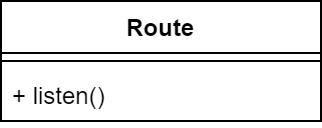 Route
+ listen()